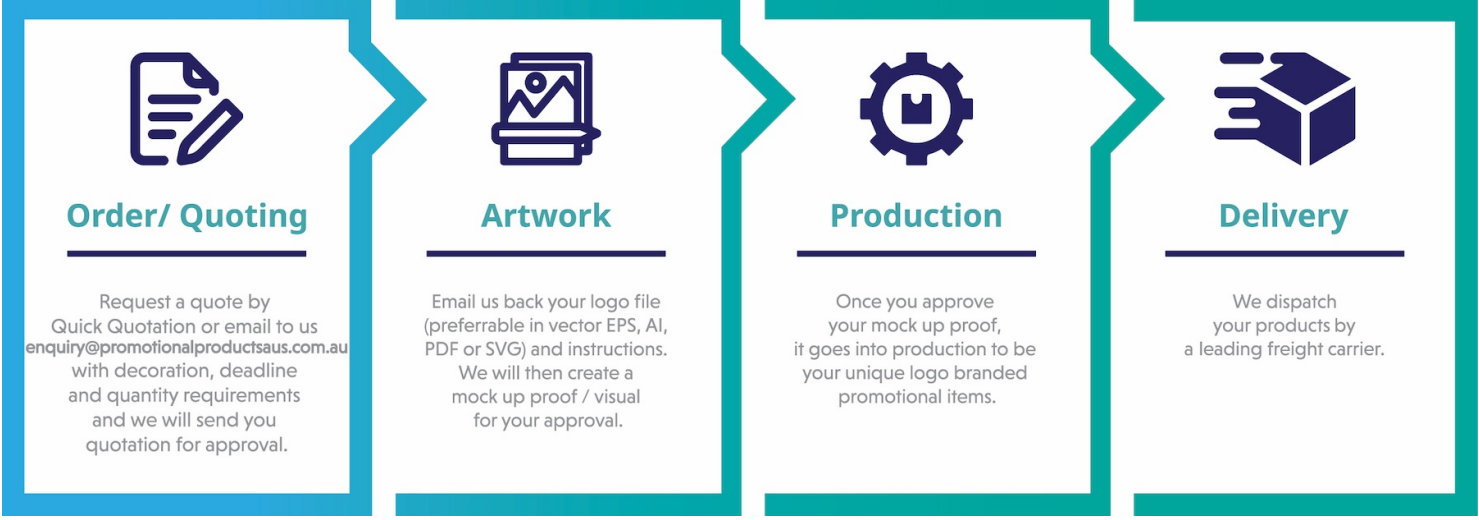 Order/ Quoting
Request a quote by
Quick Quotation or email to us
enquiry@promotionalproductsaus.com.au
with decoration, deadline
and quantity requirements
and we will send you
quotation for approval.
Artwork
Email us back your logo file
(preferrable in vector EPS, AI,
PDF or SVG) and instructions.
We will then create a
mock up proof / visual
for your approval.
Production
Once you approve
your mock up proof,
it goes into production to be
your unique logo branded
promotional items.
Delivery
We dispatch
your products by
a leading freight carrier.